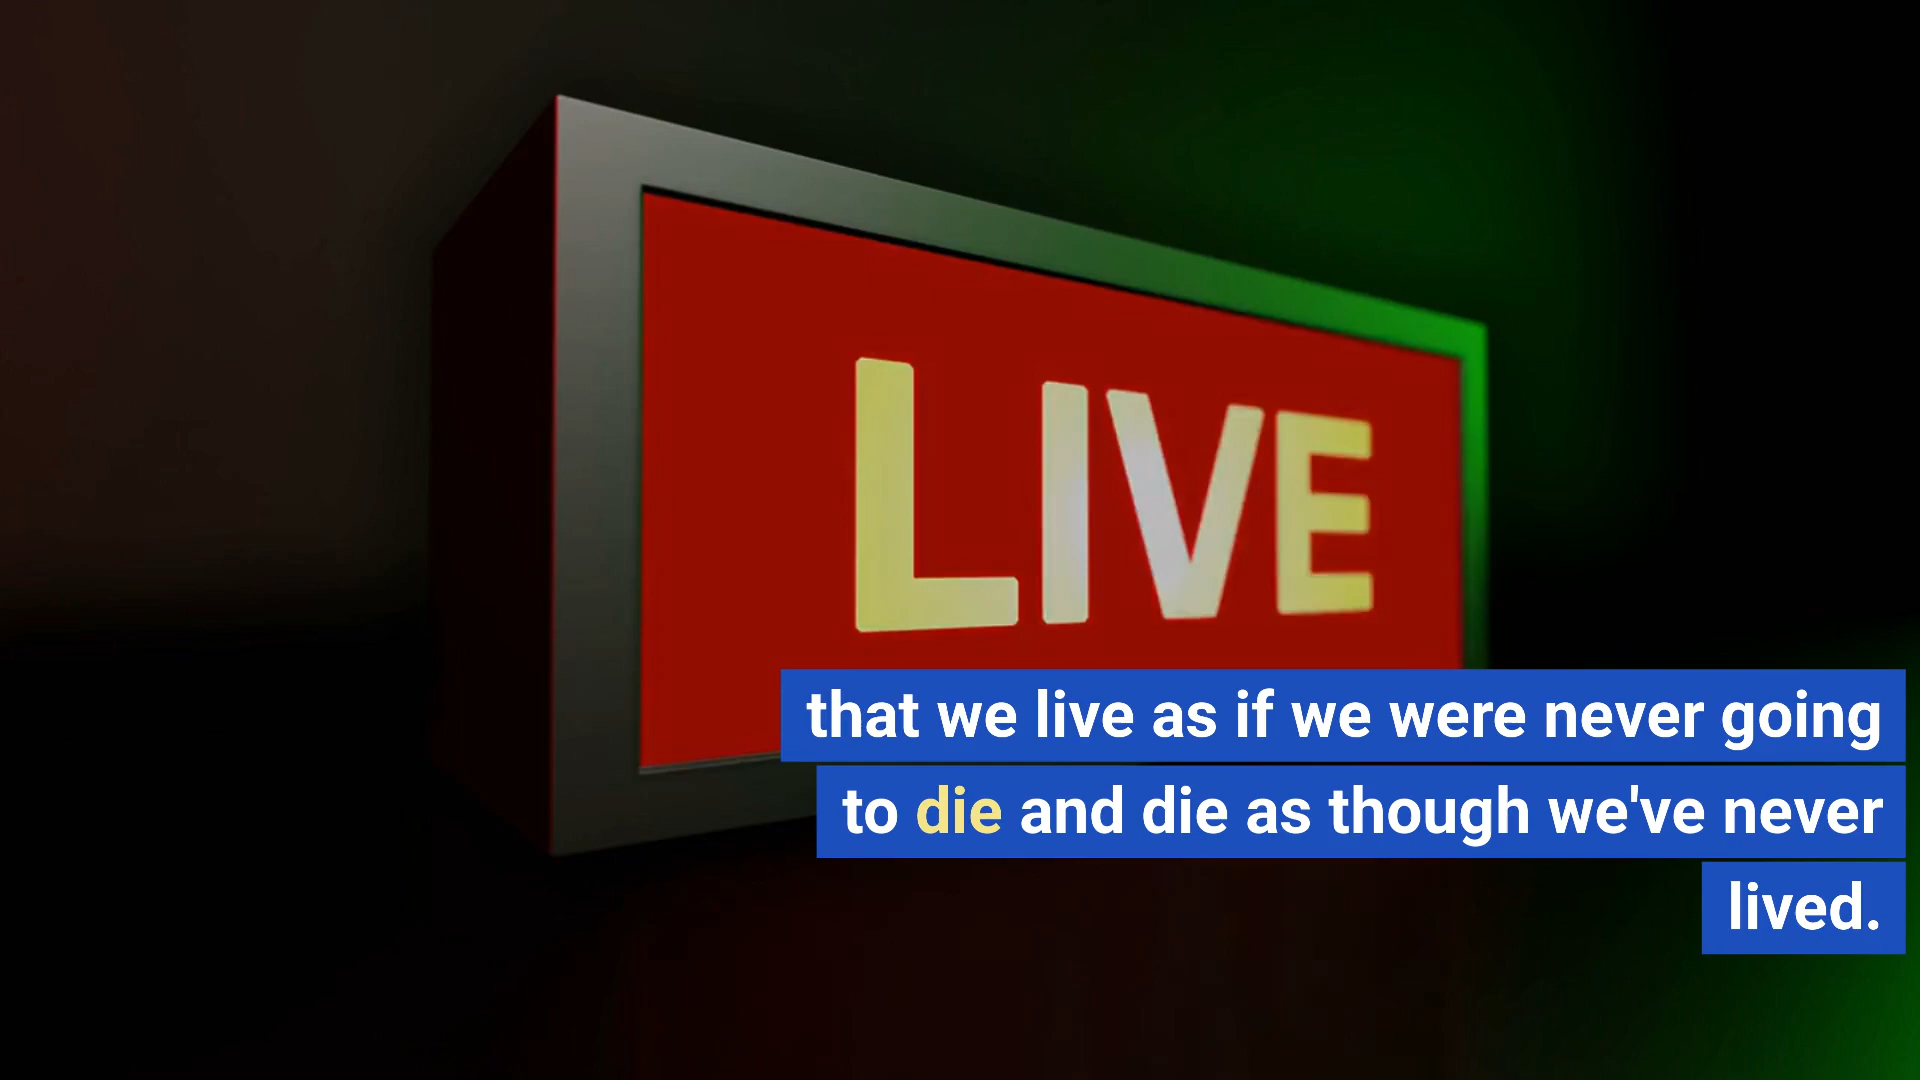 LIVE
that we live as if we were never going
to die and die as though we've never
lived.